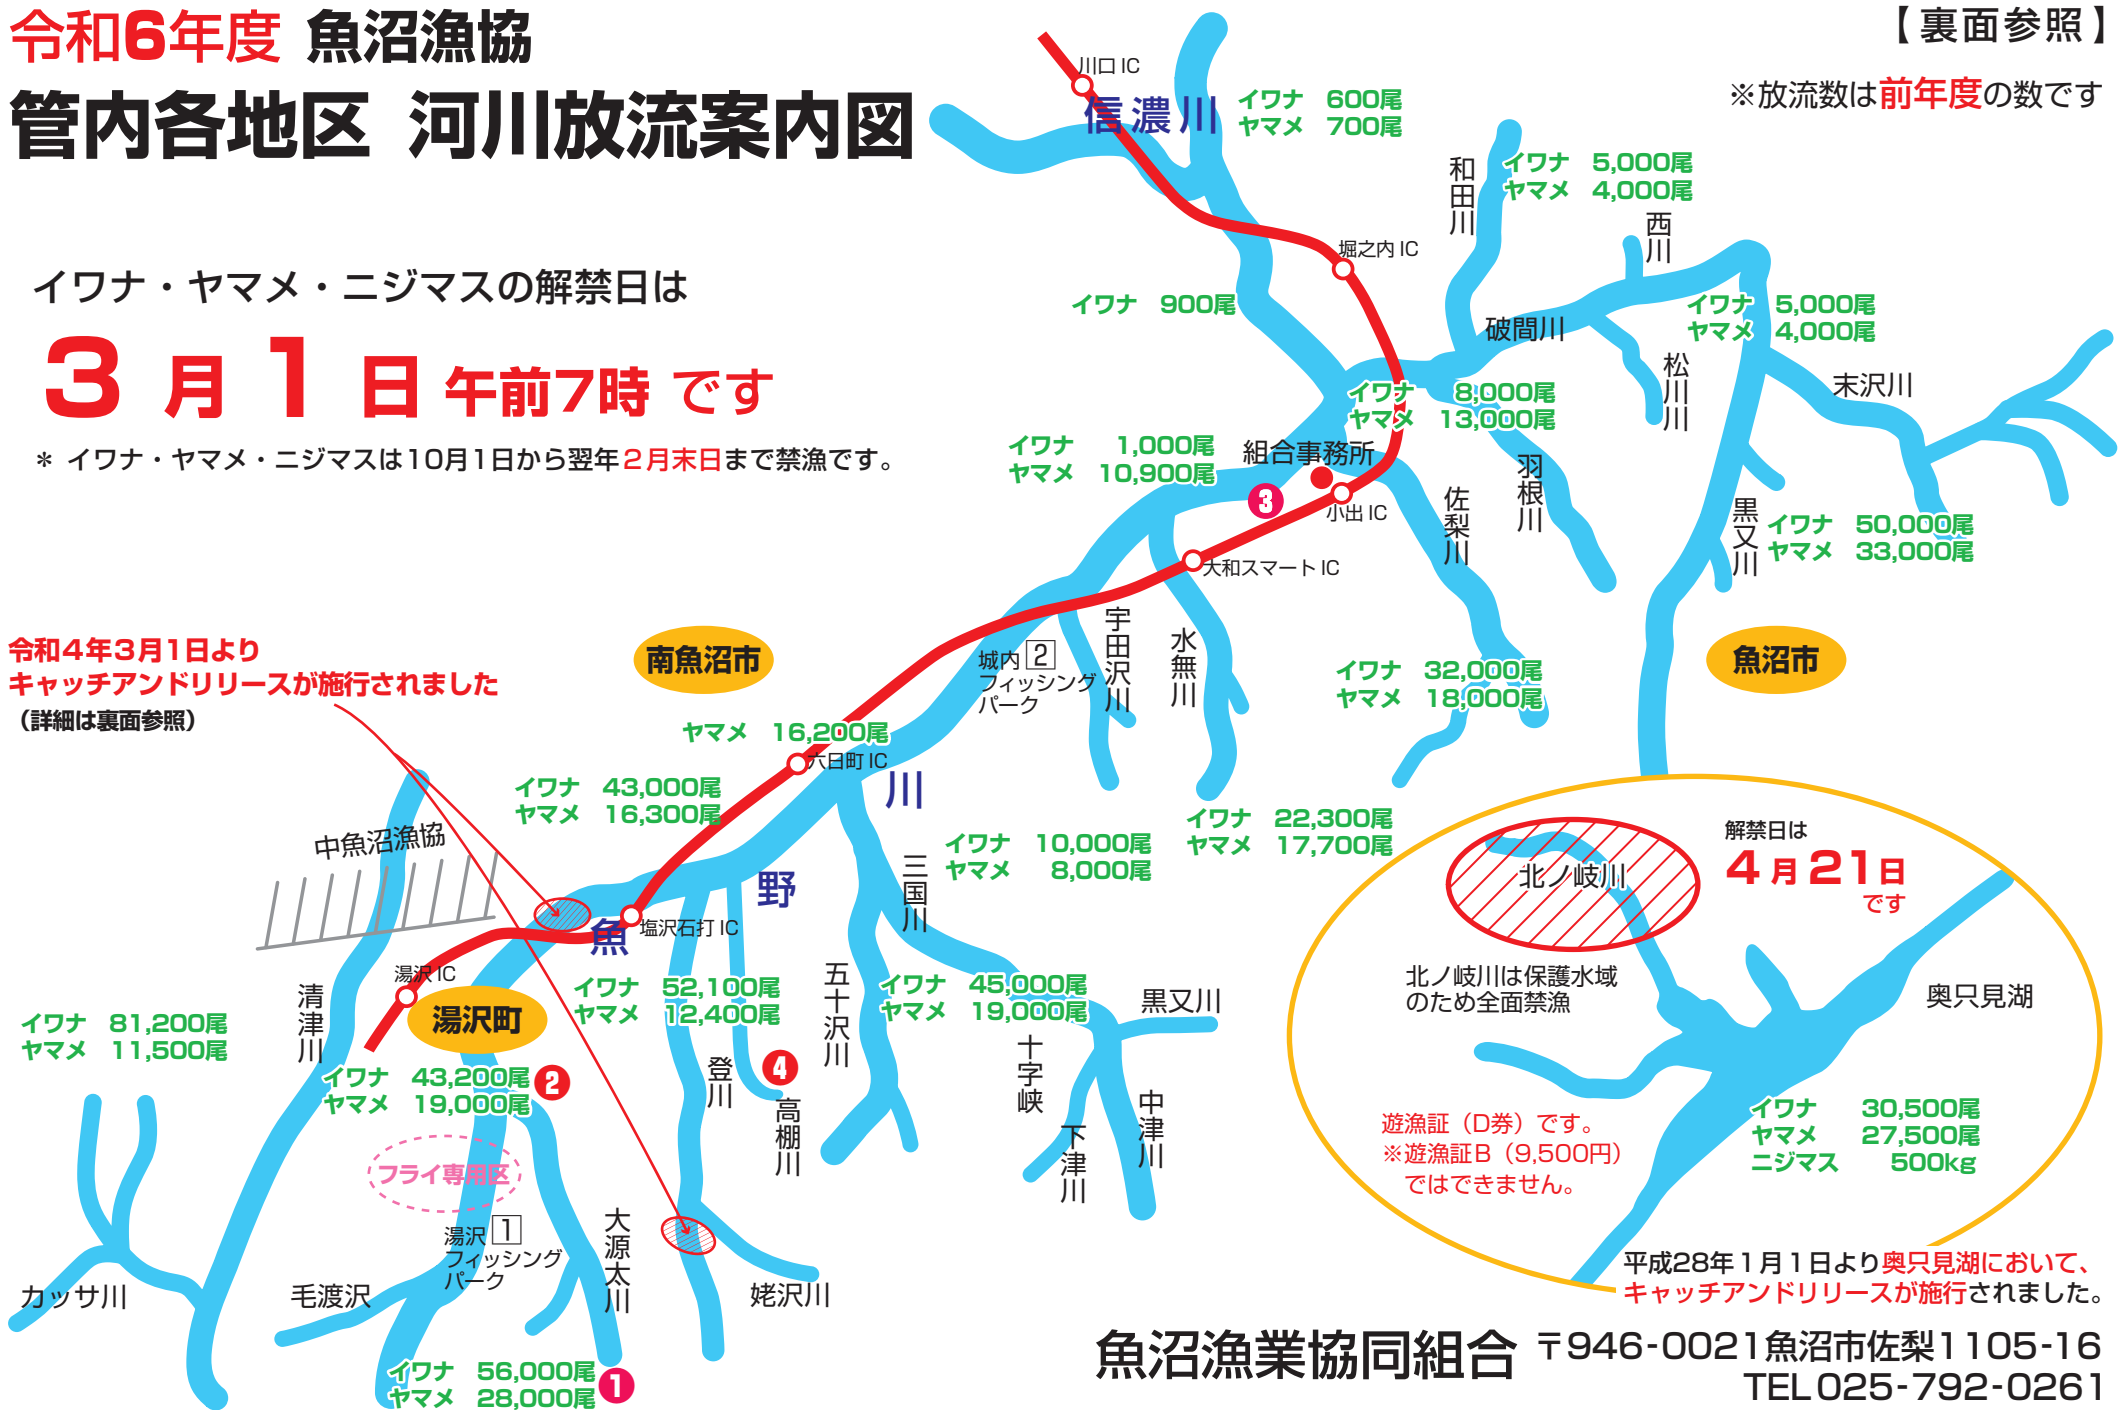 令和6年度 魚沼漁協
管内各地区 河川放流案内図
【裏面参照】
※放流数は前年度の数です
イワナ・ヤマメ・ニジマスの解禁日は
3月1日 午前7時 です
＊ イワナ・ヤマメ・ニジマスは10月1日から翌年2月末日まで禁漁です。
川口 IC
信濃川
イワナ 600尾
ヤマメ 700尾
和田川
イワナ 5,000尾
ヤマメ 4,000尾
西川
堀之内 IC
イワナ 900尾
破間川
イワナ 5,000尾
ヤマメ 4,000尾
松川川
末沢川
イワナ 8,000尾
ヤマメ 13,000尾
イワナ 1,000尾
ヤマメ 10,900尾
組合事務所
3
小出 IC
佐梨川
羽根川
黒又川
イワナ 50,000尾
ヤマメ 33,000尾
大和スマート IC
宇田沢川
水無川
城内 2
フィッシング
パーク
イワナ 32,000尾
ヤマメ 18,000尾
魚沼市
南魚沼市
令和4年3月1日より
キャッチアンドリリースが施行されました
（詳細は裏面参照）
ヤマメ 16,200尾
六日町 IC
イワナ 43,000尾
ヤマメ 16,300尾
川
中魚沼漁協
イワナ 10,000尾
ヤマメ 8,000尾
イワナ 22,300尾
ヤマメ 17,700尾
三国川
野
魚
塩沢石打 IC
湯沢 IC
湯沢町
清津川
イワナ 81,200尾
ヤマメ 11,500尾
イワナ 52,100尾
ヤマメ 12,400尾
五十沢川
イワナ 45,000尾
ヤマメ 19,000尾
黒又川
十字峡
中津川
下津川
登川
4
高棚川
イワナ 43,200尾
ヤマメ 19,000尾
2
フライ専用区
湯沢 1
フィッシング
パーク
大源太川
姥沢川
毛渡沢
カッサ川
イワナ 56,000尾
ヤマメ 28,000尾
1
解禁日は
4月21日
です
北ノ岐川
北ノ岐川は保護水域
のため全面禁漁
奥只見湖
遊漁証（D券）です。
※遊漁証B（9,500円）
ではできません。
イワナ 30,500尾
ヤマメ 27,500尾
ニジマス 500kg
平成28年1月1日より奥只見湖において、
キャッチアンドリリースが施行されました。
魚沼漁業協同組合 〒946-0021魚沼市佐梨1105-16
TEL025-792-0261